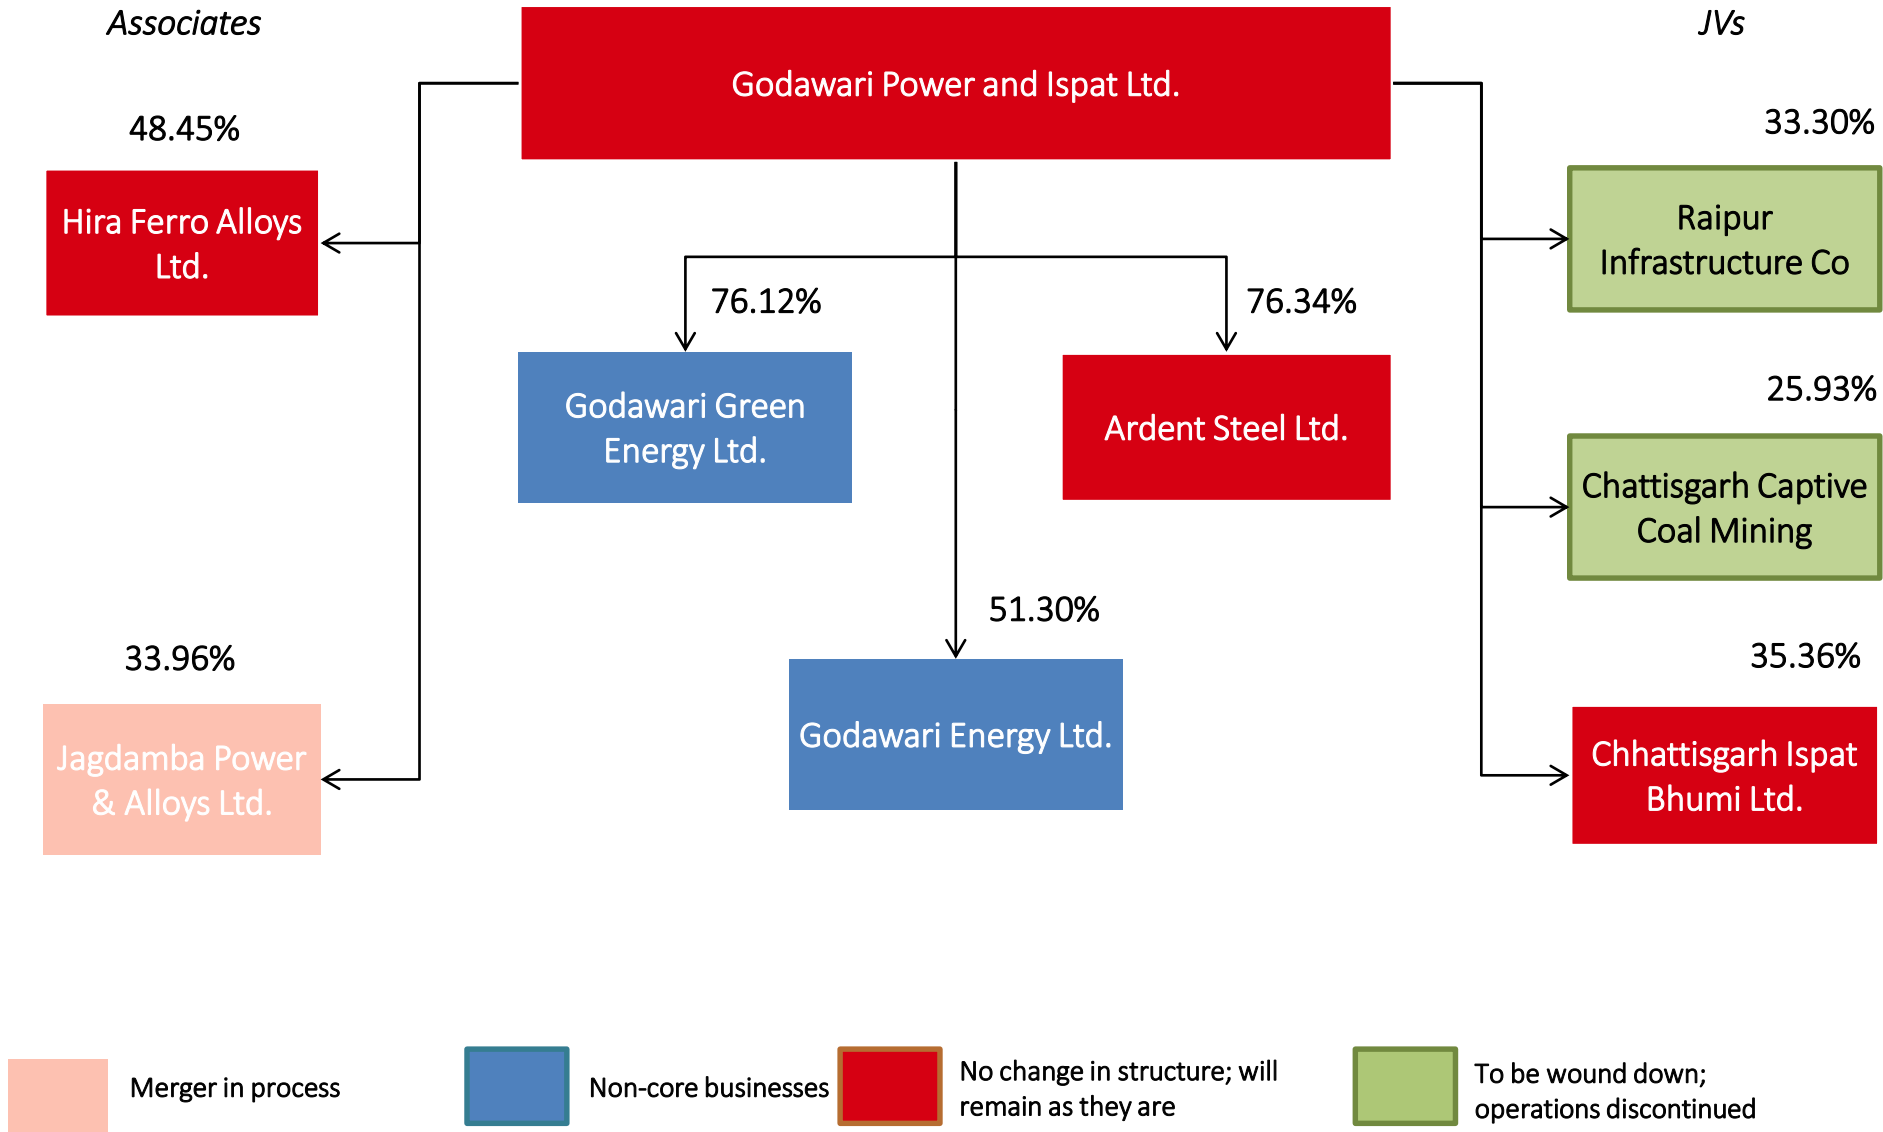 Associates
Godawari Power and Ispat Ltd.
JVs
48.45%
Hira Ferro Alloys
Ltd.
33.96%
Jagdamba Power
& Alloys Ltd.
76.12%
Godawari Green
Energy Ltd.
76.34%
Ardent Steel Ltd.
51.30%
Godawari Energy Ltd.
33.30%
Raipur
Infrastructure Co
25.93%
Chattisgarh Captive
Coal Mining
35.36%
Chhattisgarh Ispat
Bhumi Ltd.
Merger in process
Non-core businesses
No change in structure; will
remain as they are
To be wound down;
operations discontinued